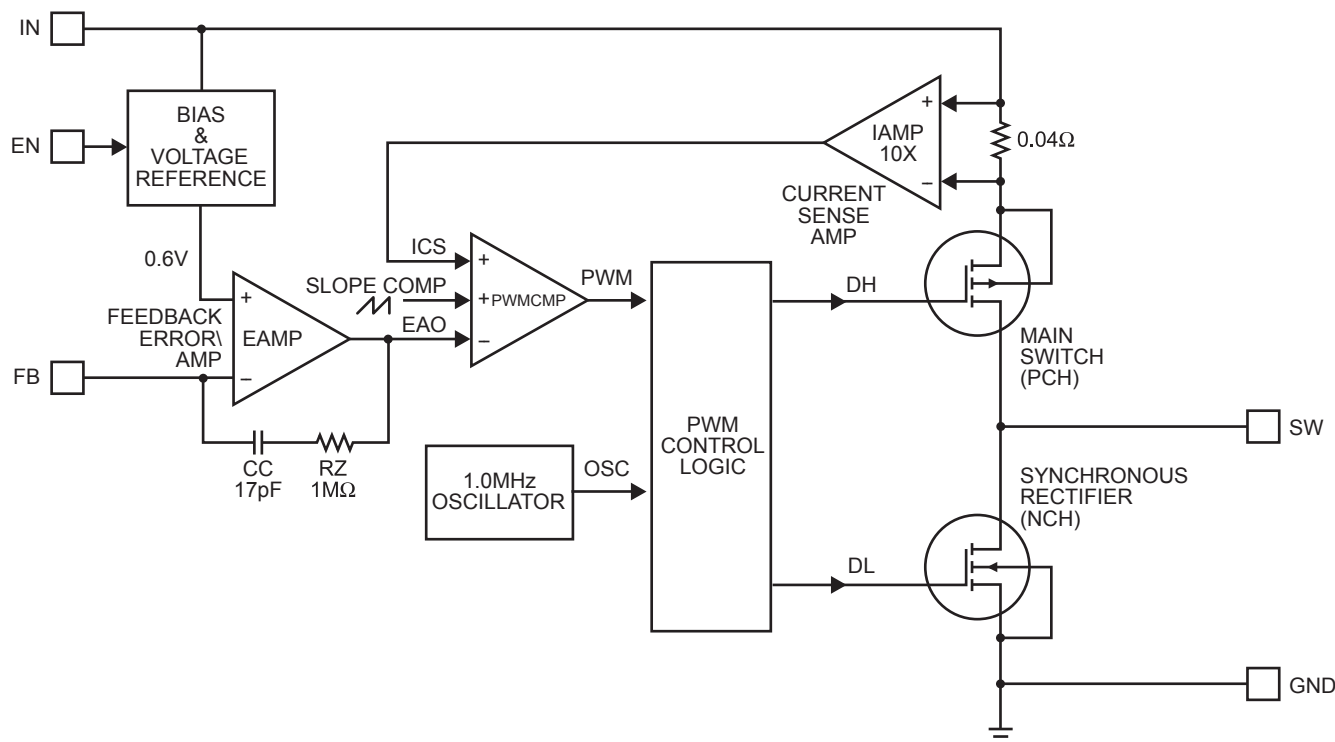 IN
EN
BIAS
&
VOLTAGE
REFERENCE
0.6V
FEEDBACK
ERROR\
AMP
FB
+
EAMP
−
CC
17pF
RZ
1MΩ
ICS
SLOPE COMP
EAO
+
+
PWMCMP
−
PWM
1.0MHz
OSCILLATOR
OSC
+
IAMP
10X
−
CURRENT
SENSE
AMP
0.04Ω
PWM
CONTROL
LOGIC
DH
DL
MAIN
SWITCH
(PCH)
SW
SYNCHRONOUS
RECTIFIER
(NCH)
GND